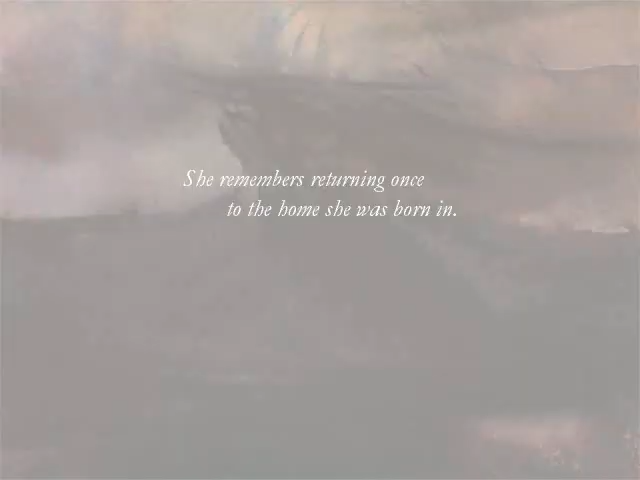 She remembers returning once
to the home she was born in.